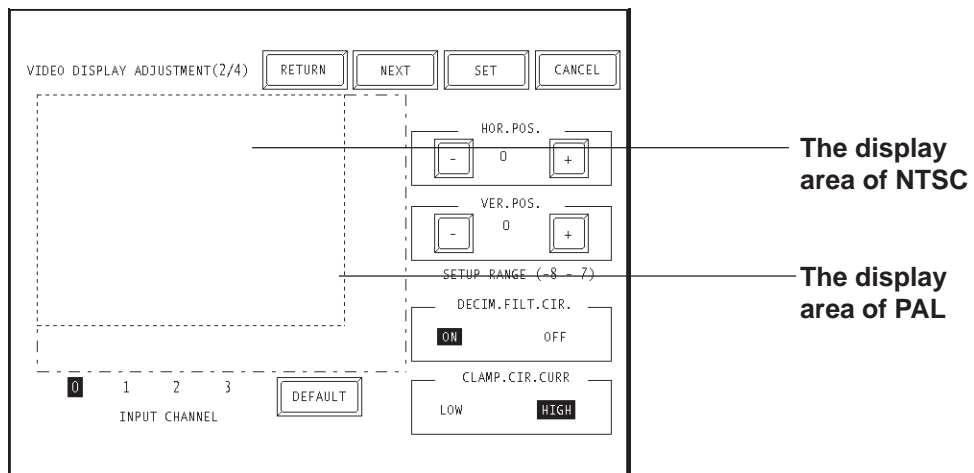 VIDEO DISPLAY ADJUSTMENT(2/4) RETURN NEXT SET CANCEL
HOR.POS.
- 0 +
The display
area of NTSC
VER.POS.
- 0 +
SETUP RANGE (-8 - 7)
The display
area of PAL
DECIM.FILT.CIR.
ON OFF
CLAMP.CIR.CURR
LOW HIGH
0 1 2 3 DEFAULT
INPUT CHANNEL